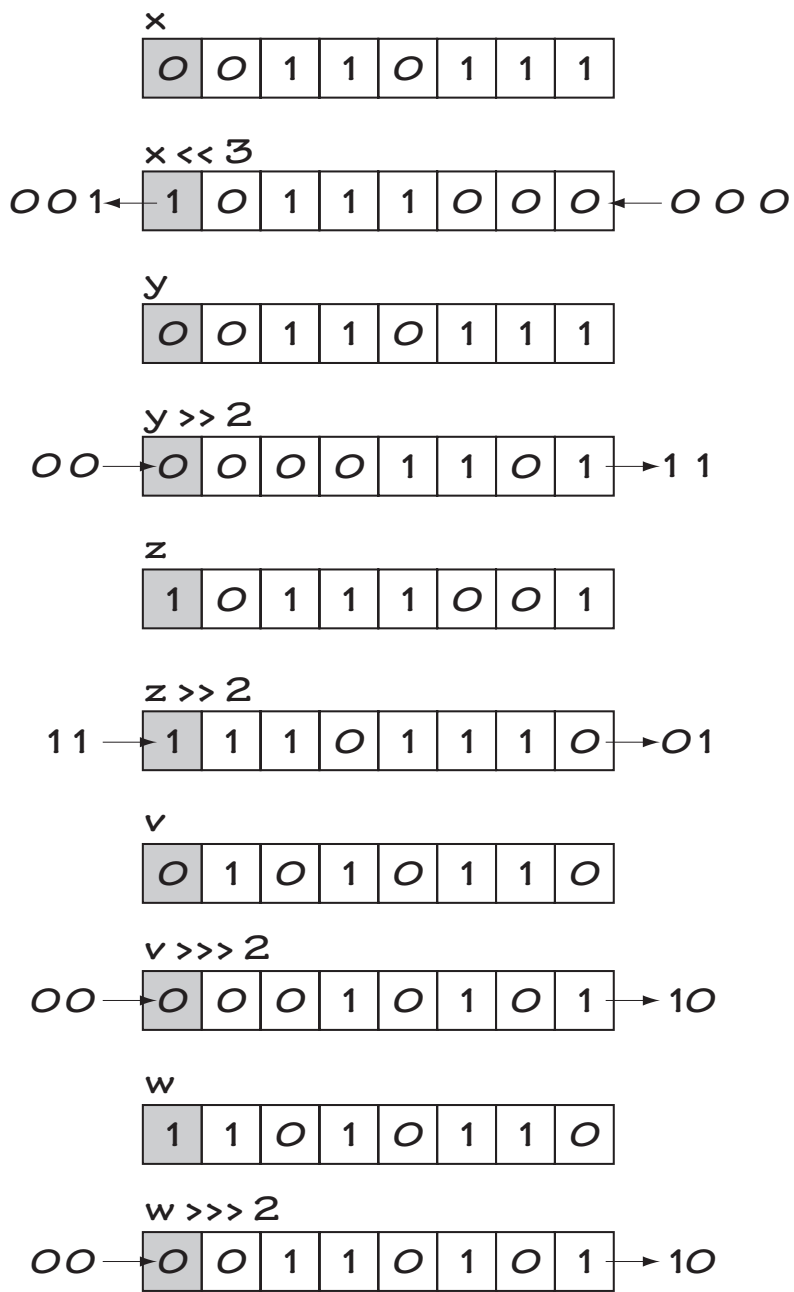 x
0 0 1 1 0 1 1 1
x << 3
0 0 1 1 0 1 1 1 0 0 0 0 0 0
y
0 0 1 1 0 1 1 1
y >> 2
0 0 0 0 0 0 1 1 0 1 1 1
z
1 0 1 1 1 0 0 1
z >> 2
1 1 1 1 1 0 1 1 1 0 0 1
v
0 1 0 1 0 1 1 0
v >>> 2
0 0 0 0 0 1 0 1 0 1 1 0
w
1 1 0 1 0 1 1 0
w >>> 2
0 0 0 0 1 1 0 1 0 1 1 0